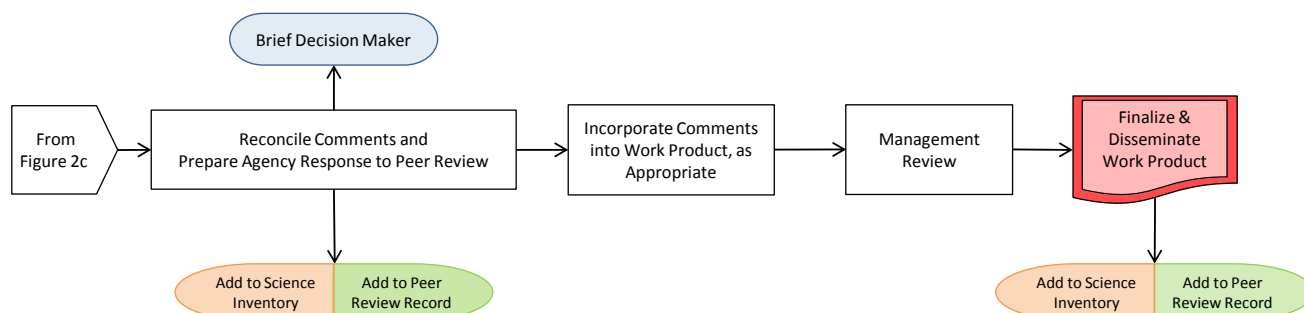 Brief Decision Maker
From
Figure 2c
Reconcile Comments and
Prepare Agency Response to Peer Review
Incorporate Comments
into Work Product, as
Appropriate
Management
Review
Finalize &
Disseminate
Work Product
Add to Science
Inventory
Add to Peer
Review Record
Add to Science
Inventory
Add to Peer
Review Record